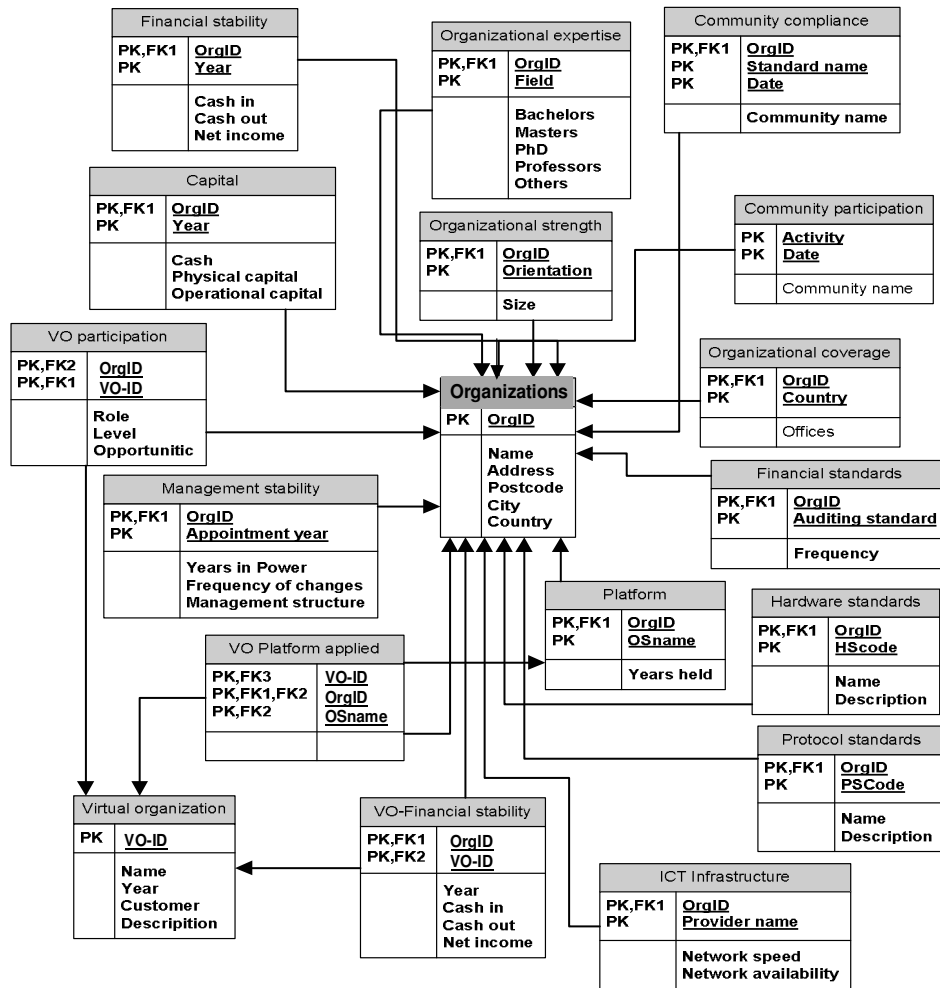 Financial stability
PK,FK1 OrgID
PK Year
Cash in
Cash out
Net income
Organizational expertise
PK,FK1 OrgID
PK Field
Bachelors
Masters
PhD
Professors
Others
Community compliance
PK,FK1 OrgID
PK Standard name
PK Date
Community name
Capital
PK,FK1 OrgID
PK Year
Cash
Physical capital
Operational capital
Organizational strength
PK,FK1 OrgID
PK Orientation
Size
Community participation
PK Activity
PK Date
Community name
VO participation
PK,FK2 OrgID
PK,FK1 VO-ID
Role
Level
Opportunitic
Organizations
PK OrgID
Name
Address
Postcode
City
Country
Organizational coverage
PK,FK1 OrgID
PK Country
Offices
Management stability
PK,FK1 OrgID
PK Appointment year
Years in Power
Frequency of changes
Management structure
Financial standards
PK,FK1 OrgID
PK Auditing standard
Frequency
Platform
PK,FK1 OrgID
PK OSname
Years held
Hardware standards
PK,FK1 OrgID
PK HScode
Name
Description
VO Platform applied
PK,FK3 VO-ID
PK,FK1,FK2 OrgID
PK,FK2 OSname
Protocol standards
PK,FK1 OrgID
PK PSCode
Name
Description
Virtual organization
PK VO-ID
Name
Year
Customer
Descripition
VO-Financial stability
PK,FK1 OrgID
PK,FK2 VO-ID
Year
Cash in
Cash out
Net income
ICT Infrastructure
PK,FK1 OrgID
PK Provider name
Network speed
Network availability